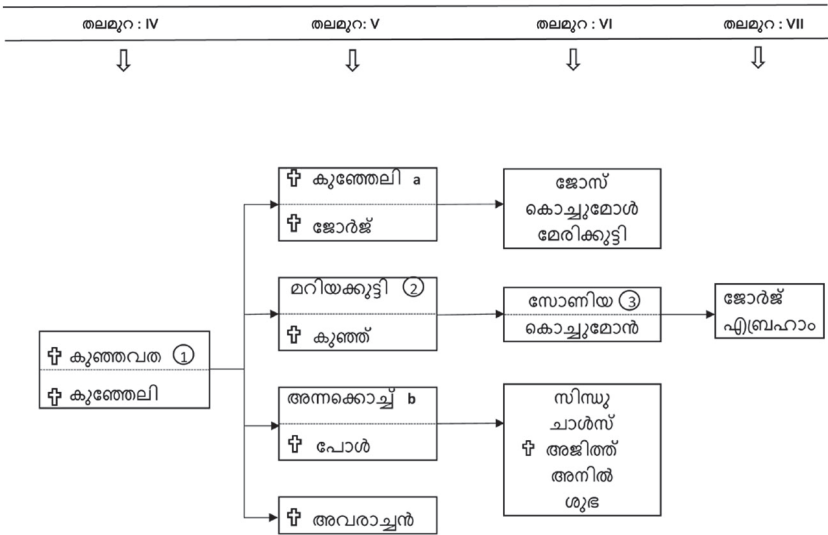 തലമുറ : IV
തലമുറ: V
തലമുറ : VI
തലമുറ : VII
കുഞ്ഞവത 1
കുഞ്ഞേലി
കുഞ്ഞേലി a
ജോർജ്
മറിയക്കുട്ടി 2
കുഞ്ഞ്
അന്നക്കൊച്ച് b
പോൾ
അവരാച്ചൻ
ജോസ്
കൊച്ചുമോൾ
മേരിക്കുട്ടി
സോണിയ 3
കൊച്ചുമോൻ
സിന്ധു
ചാൾസ്
അജിത്ത്
അനിൽ
ശുഭ
ജോർജ്
എബ്രഹാം